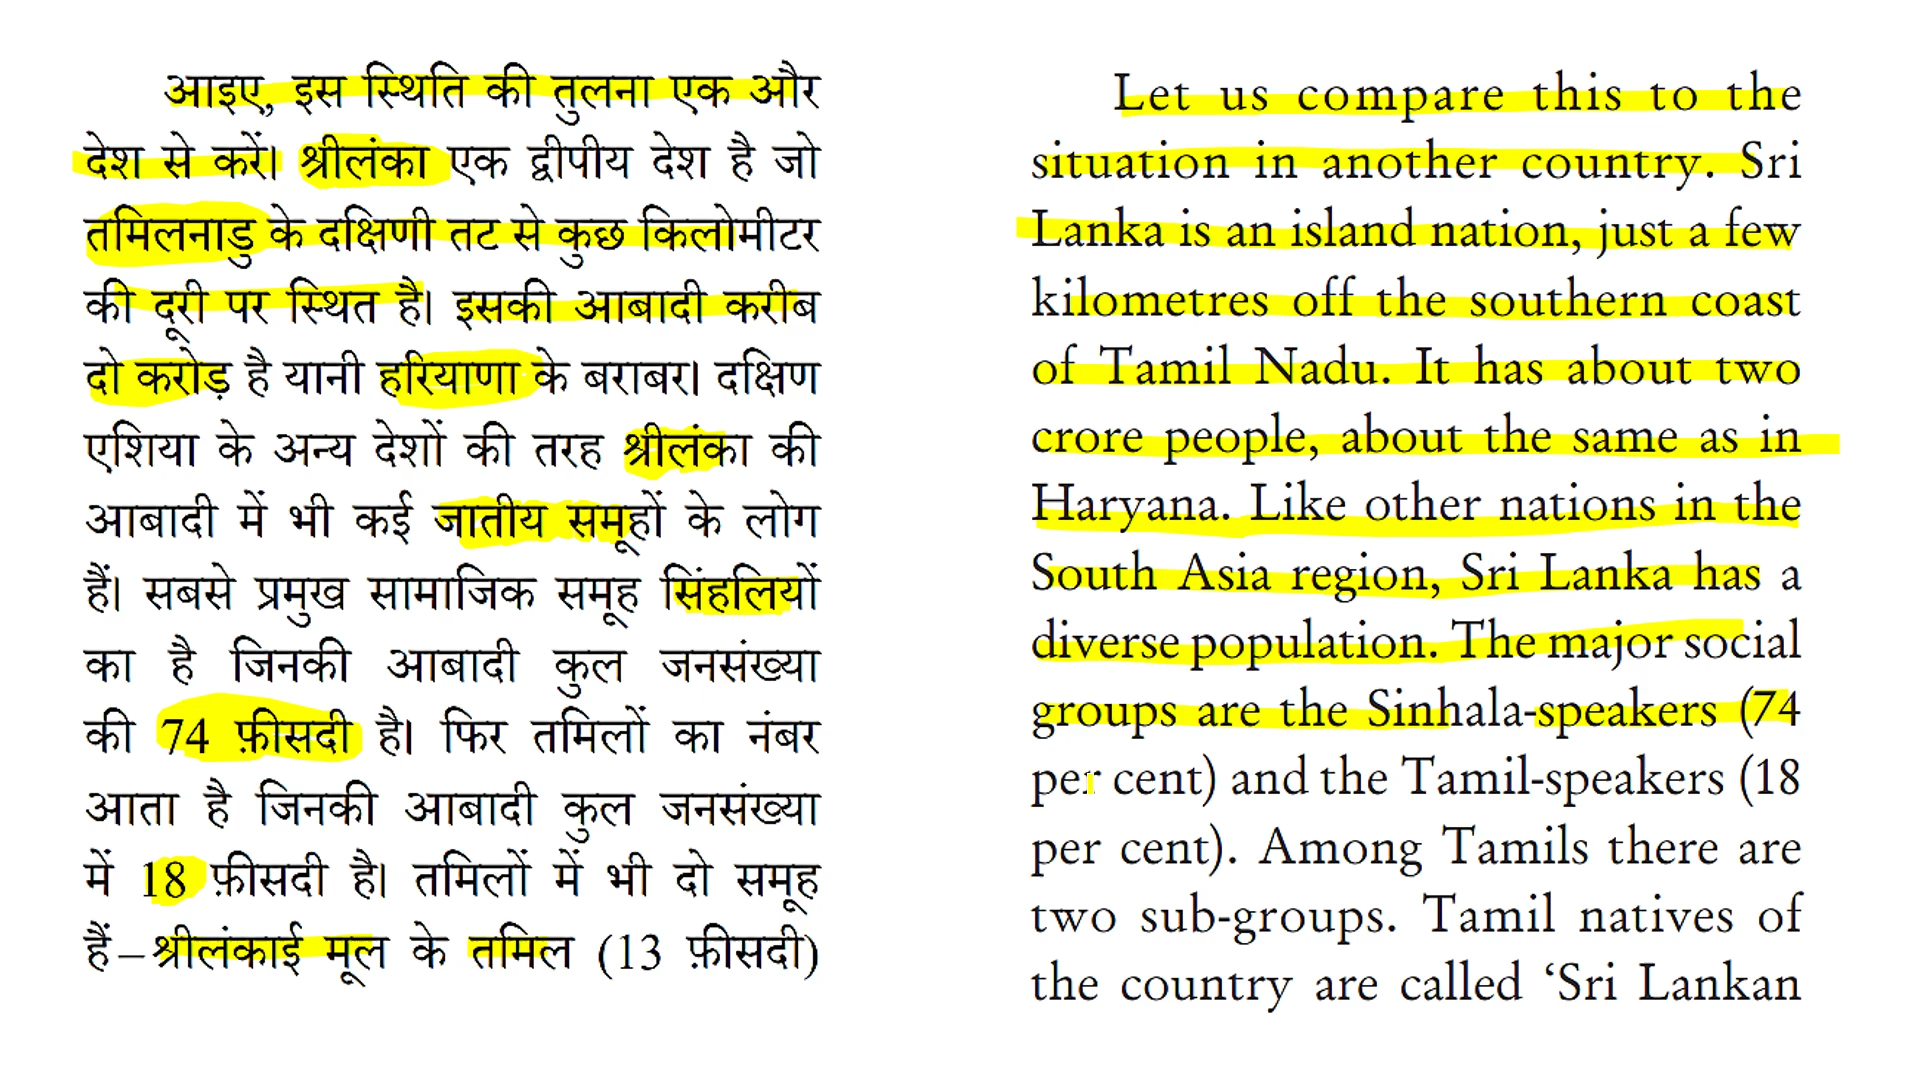 आइए, इस स्थिति की तुलना एक और
देश से करें। श्रीलंका एक द्वीपीय देश है जो
तमिलनाडु के दक्षिणी तट से कुछ किलोमीटर
की दूरी पर स्थित है। इसकी आबादी करीब
दो करोड़ है यानी हरियाणा के बराबर। दक्षिण
एशिया के अन्य देशों की तरह श्रीलंका की
आबादी में भी कई जातीय समूहों के लोग
हैं। सबसे प्रमुख सामाजिक समूह सिंहलियों
का है जिनकी आबादी कुल जनसंख्या
की 74 फ़ीसदी है। फिर तमिलों का नंबर
आता है जिनकी आबादी कुल जनसंख्या
में 18 फ़ीसदी है। तमिलों में भी दो समूह
हैं–श्रीलंकाई मूल के तमिल (13 फ़ीसदी)
Let us compare this to the
situation in another country. Sri
Lanka is an island nation, just a few
kilometres off the southern coast
of Tamil Nadu. It has about two
crore people, about the same as in
Haryana. Like other nations in the
South Asia region, Sri Lanka has a
diverse population. The major social
groups are the Sinhala-speakers (74
per cent) and the Tamil-speakers (18
per cent). Among Tamils there are
two sub-groups. Tamil natives of
the country are called ‘Sri Lankan